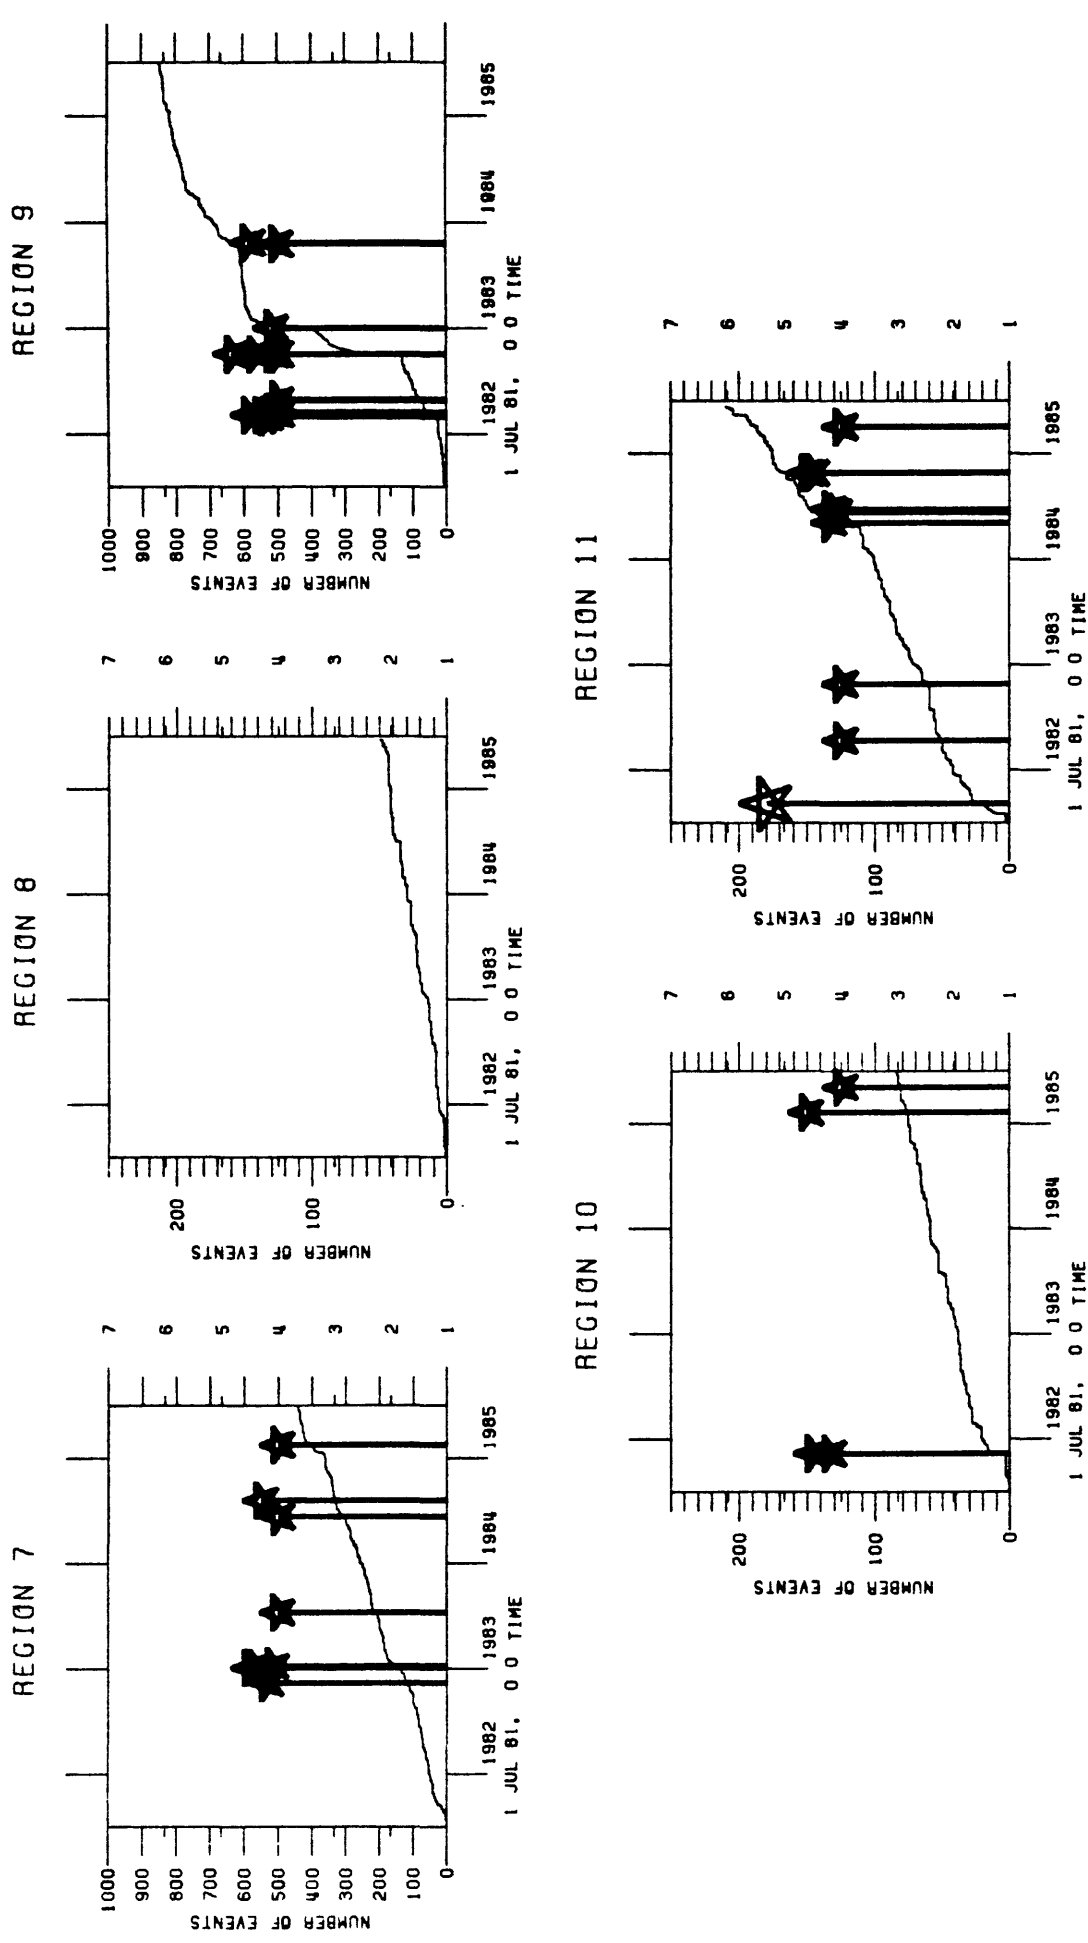 REGION 7
1000
900
800
700
600
500
400
300
200
100
0
NUMBER OF EVENTS
7
6
5
4
3
2
1
1982 1983 1984 1985
1 JUL 81, 0 0 TIME
REGION 8
200
100
0
NUMBER OF EVENTS
7
6
5
4
3
2
1
1982 1983 1984 1985
1 JUL 81, 0 0 TIME
REGION 9
1000
900
800
700
600
500
400
300
200
100
0
NUMBER OF EVENTS
1982 1983 1984 1985
1 JUL 81, 0 0 TIME
REGION 10
200
100
0
NUMBER OF EVENTS
7
6
5
4
3
2
1
1982 1983 1984 1985
1 JUL 81, 0 0 TIME
REGION 11
200
100
0
NUMBER OF EVENTS
7
6
5
4
3
2
1
1982 1983 1984 1985
1 JUL 81, 0 0 TIME